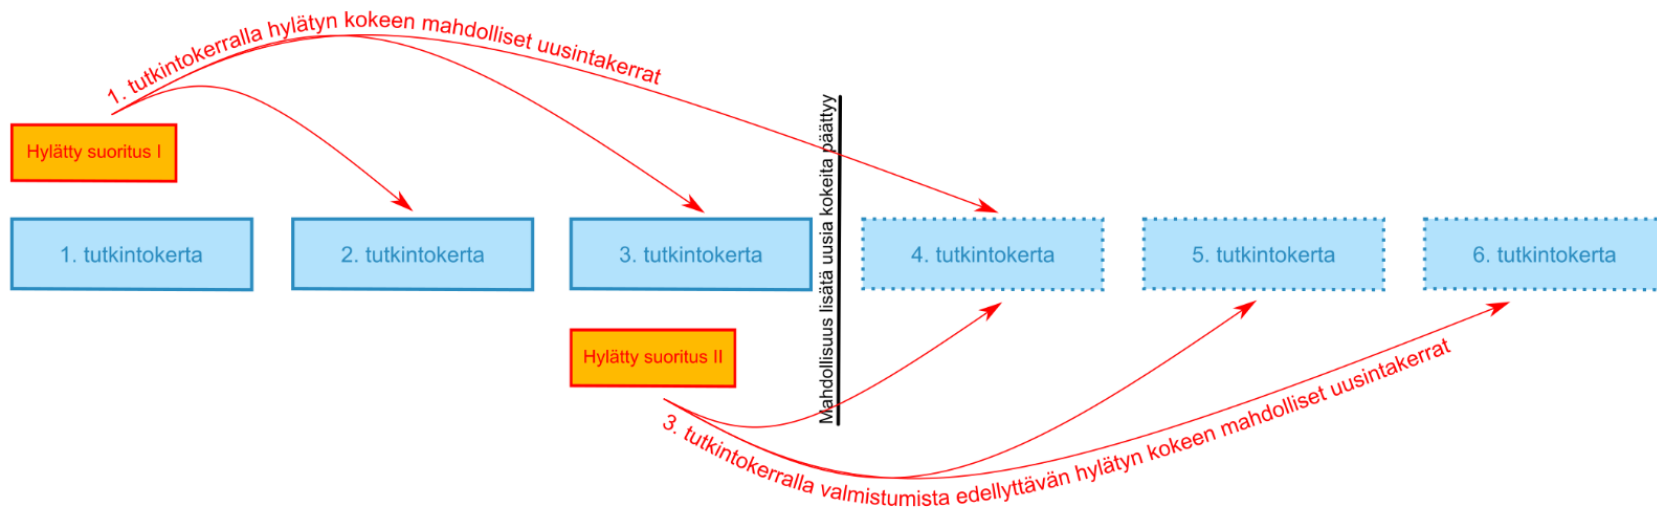 1. tutkintokerralla hylätyn kokeen mahdolliset uusintakerrat
Hylätty suoritus I
Mahdollisuus lisätä uusia kokeita päättyy
1. tutkintokerta
2. tutkintokerta
3. tutkintokerta
4. tutkintokerta
5. tutkintokerta
6. tutkintokerta
Hylätty suoritus II
3. tutkintokerralla valmistumista edellyttävän hylätyn kokeen mahdolliset uusintakerrat